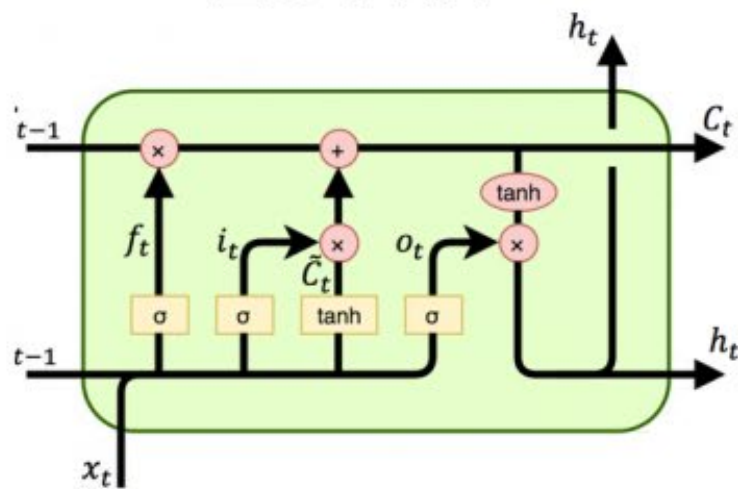 h_t
t−1
C_t
×
+
tanh
f_t
i_t
×
o_t
×
C̃_t
σ
σ
tanh
σ
t−1
h_t
x_t